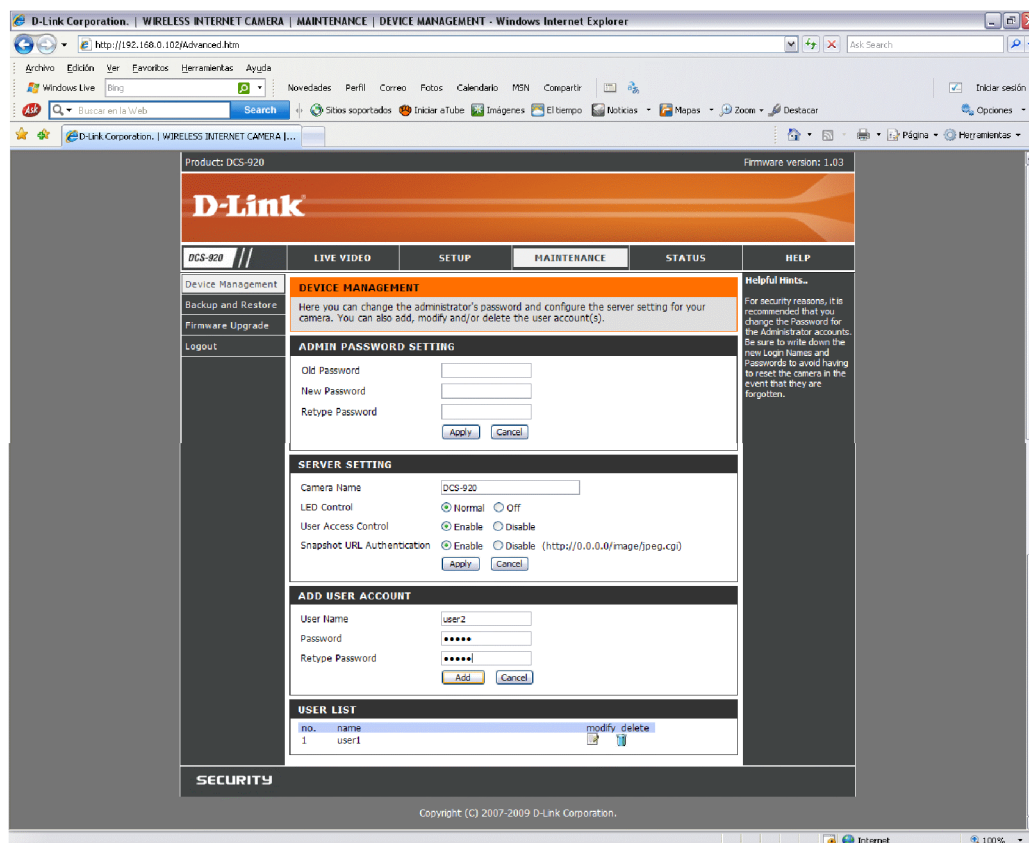 D-Link Corporation. | WIRELESS INTERNET CAMERA | MAINTENANCE | DEVICE MANAGEMENT - Windows Internet Explorer
http://192.168.0.102/Advanced.htm
Ask Search
Archivo Edición Ver Favoritos Herramientas Ayuda
Windows Live Bing Novedades Perfil Correo Fotos Calendario MSN Compartir Iniciar sesión
Ask Buscar en la Web Search Sitios soportados Iniciar aTube Imágenes El tiempo Noticias Mapas Zoom Destacar Opciones
D-Link Corporation. | WIRELESS INTERNET CAMERA |... Página Herramientas
Product: DCS-920 Firmware version: 1.03
D-Link
DCS-920 LIVE VIDEO SETUP MAINTENANCE STATUS HELP
Device Management
Backup and Restore
Firmware Upgrade
Logout
DEVICE MANAGEMENT
Here you can change the administrator's password and configure the server setting for your
camera. You can also add, modify and/or delete the user account(s).
ADMIN PASSWORD SETTING
Old Password
New Password
Retype Password
Apply Cancel
SERVER SETTING
Camera Name DCS-920
LED Control Normal Off
User Access Control Enable Disable
Snapshot URL Authentication Enable Disable (http://0.0.0.0/image/jpeg.cgi)
Apply Cancel
ADD USER ACCOUNT
User Name user2
Password •••••
Retype Password •••••
Add Cancel
USER LIST
no. name modify delete
1 user1
Helpful Hints..
For security reasons, it is
recommended that you
change the Password for
the Administrator accounts.
Be sure to write down the
new Login Names and
Passwords to avoid having
to reset the camera in the
event that they are
forgotten.
SECURITY
Copyright (C) 2007-2009 D-Link Corporation.
Internet 100%